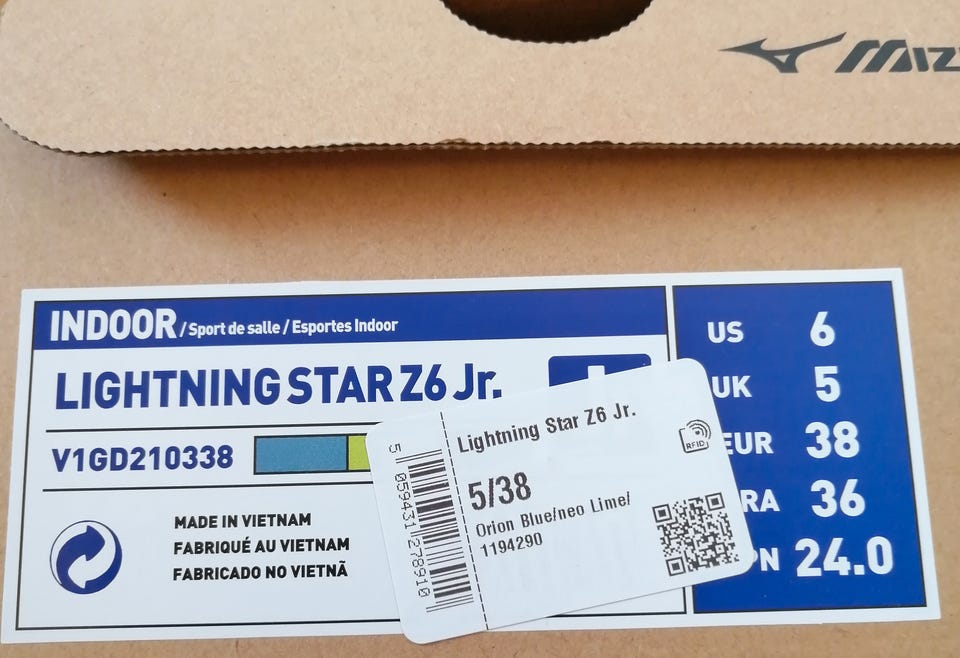 MIZ
INDOOR / Sport de salle / Esportes Indoor
LIGHTNING STAR Z6 Jr.
V1GD210338
MADE IN VIETNAM
FABRIQUÉ AU VIETNAM
FABRICADO NO VIETNÃ
US 6
UK 5
EUR 38
RA 36
PN 24.0
Lightning Star Z6 Jr.
RFID
5/38
Orion Blue/neo Lime/
1194290
5 059431 278910